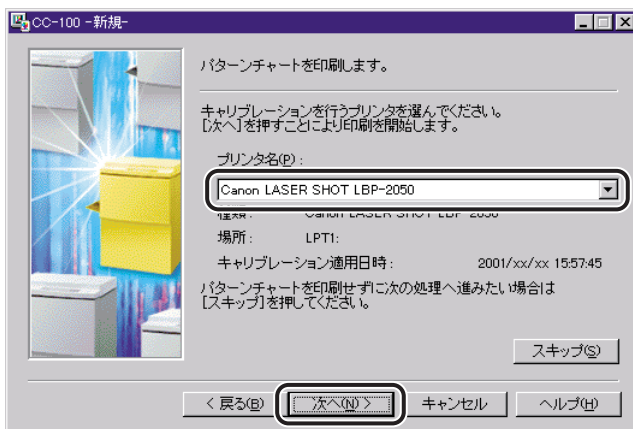 CC-100 -新規-
パターンチャートを印刷します。
キャリブレーションを行うプリンタを選んでください。
[次へ]を押すことにより印刷を開始します。
プリンタ名(P):
Canon LASER SHOT LBP-2050
種類: Canon LASER SHOT LBP-2050
場所: LPT1:
キャリブレーション適用日時: 2001/xx/xx 15:57:45
パターンチャートを印刷せずに次の処理へ進みたい場合は
[スキップ]を押してください。
スキップ(S)
< 戻る(B) 次へ(N) > キャンセル ヘルプ(H)